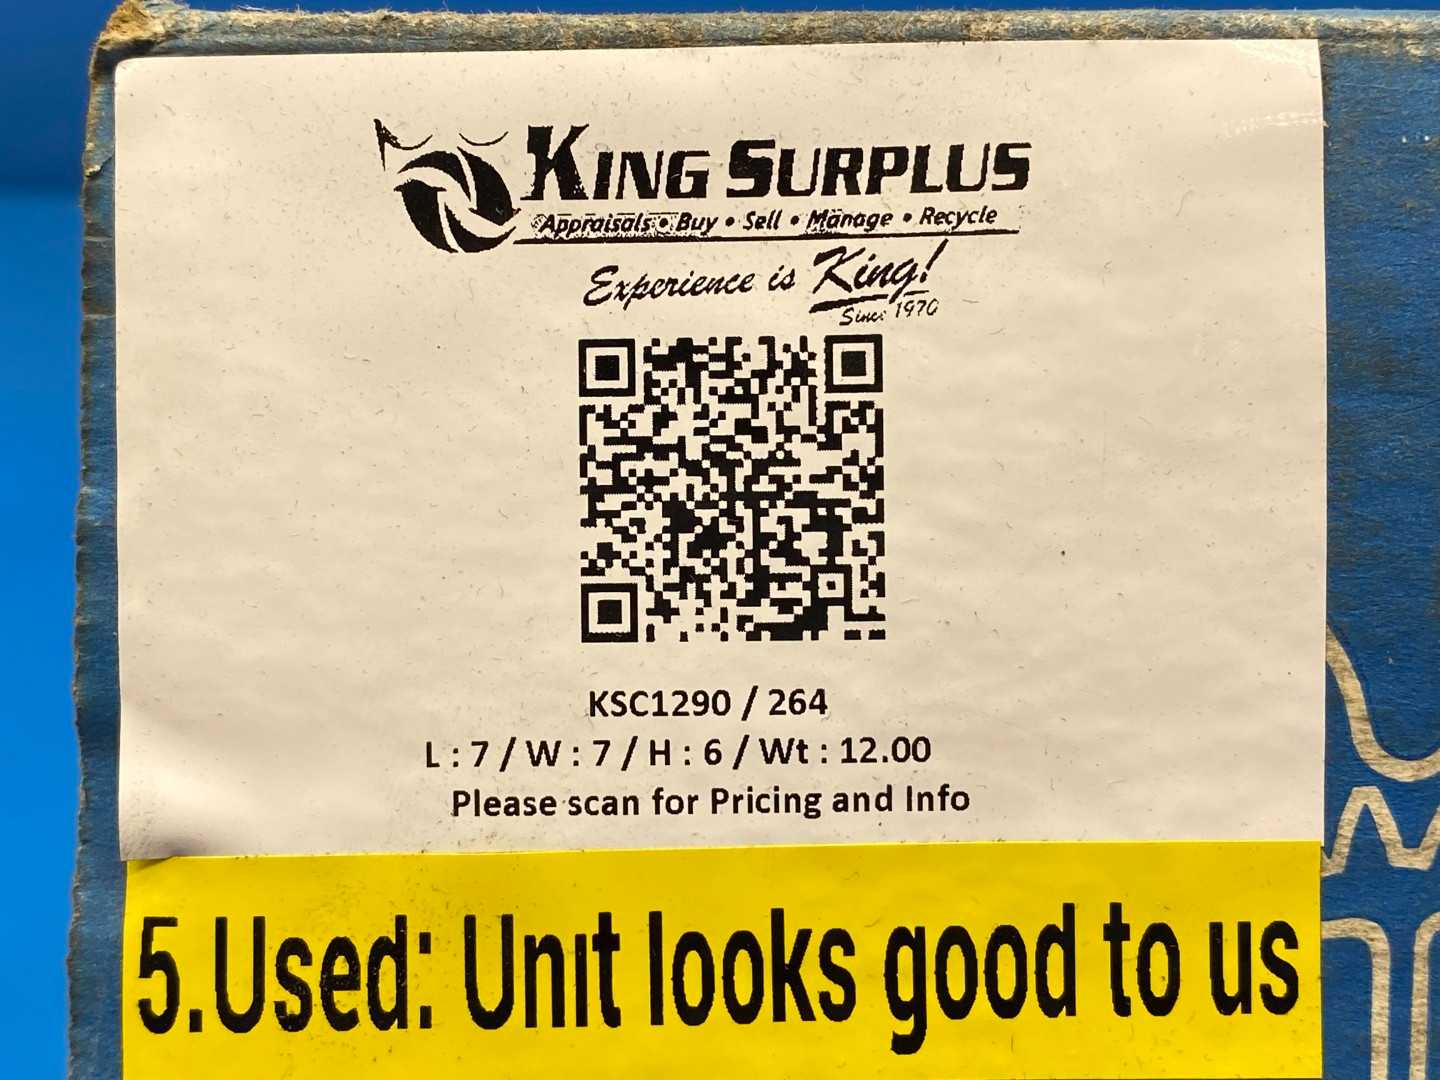 KING SURPLUS
Appraisals • Buy • Sell • Manage • Recycle
Experience is King!
Since 1970
KSC1290 / 264
L : 7 / W : 7 / H : 6 / Wt : 12.00
Please scan for Pricing and Info
5.Used: Unit looks good to us